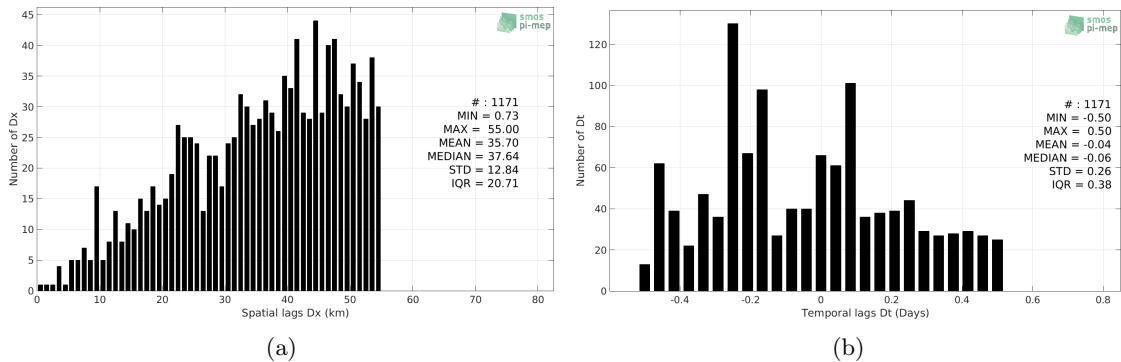 45
40
35
30
25
20
15
10
5
0
Number of Dx
0 10 20 30 40 50 60 70 80
Spatial lags Dx (km)
smos
pi-mep
# : 1171
MIN = 0.73
MAX = 55.00
MEAN = 35.70
MEDIAN = 37.64
STD = 12.84
IQR = 20.71
(a)
120
100
80
60
40
20
0
Number of Dt
-0.4 -0.2 0 0.2 0.4 0.6 0.8
Temporal lags Dt (Days)
smos
pi-mep
# : 1171
MIN = -0.50
MAX = 0.50
MEAN = -0.04
MEDIAN = -0.06
STD = 0.26
IQR = 0.38
(b)